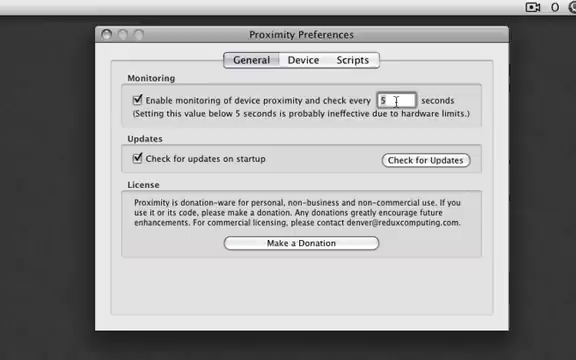 0
Proximity Preferences
General Device Scripts
Monitoring
Enable monitoring of device proximity and check every 5 seconds
(Setting this value below 5 seconds is probably ineffective due to hardware limits.)
Updates
Check for updates on startup Check for Updates
License
Proximity is donation-ware for personal, non-business and non-commercial use. If you
use it or its code, please make a donation. Any donations greatly encourage future
enhancements. For commercial licensing, please contact denver@reduxcomputing.com.
Make a Donation